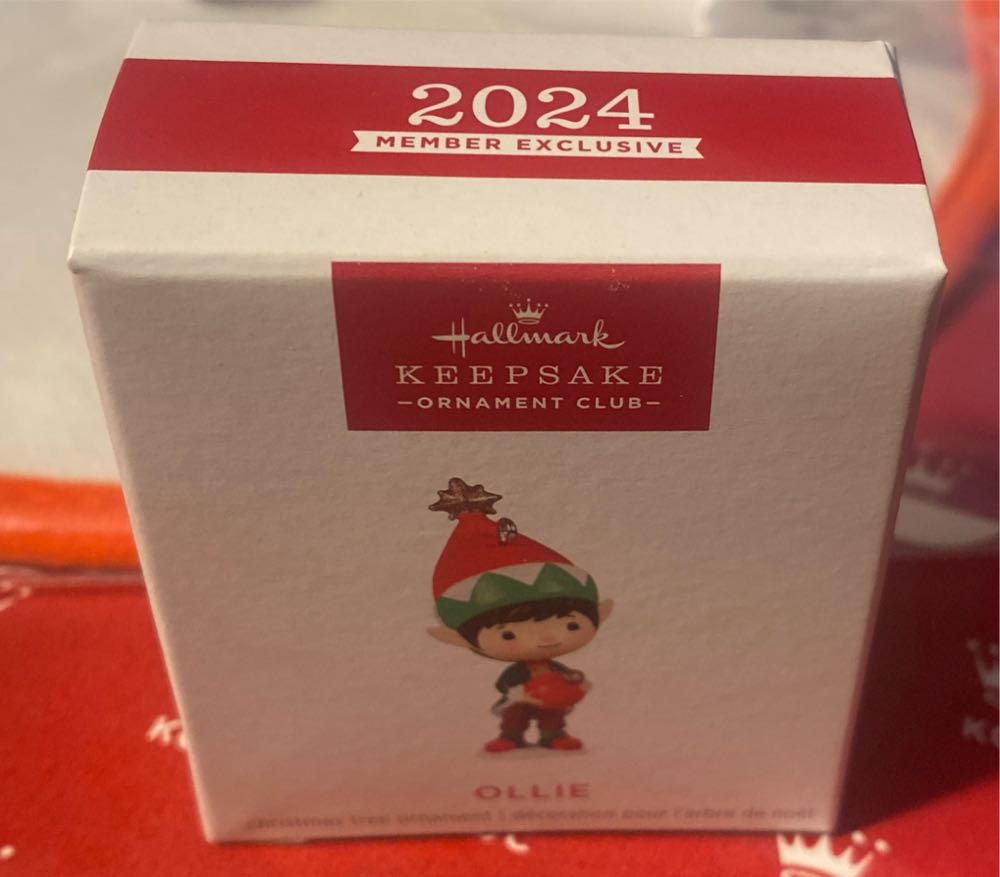 2024
MEMBER EXCLUSIVE
Hallmark
KEEPSAKE
–ORNAMENT CLUB–
OLLIE
christmas tree ornament | décoration pour l'arbre de noël